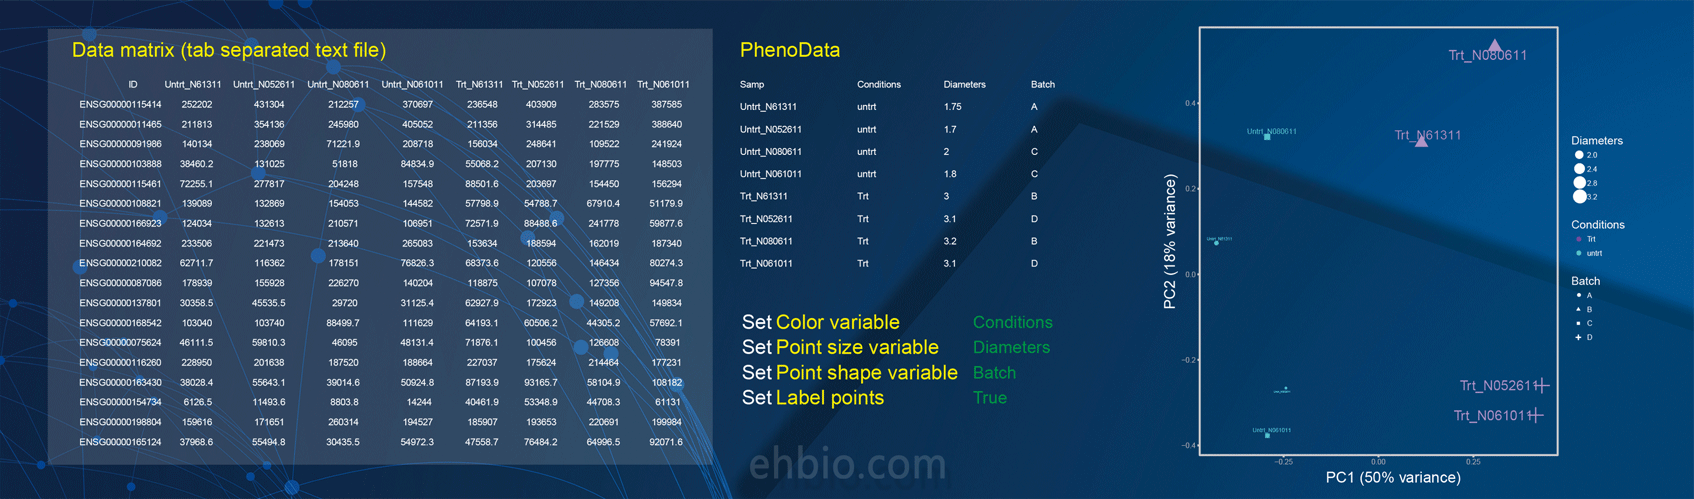 Data matrix (tab separated text file)
ID Untrt_N61311 Untrt_N052611 Untrt_N080611 Untrt_N061011 Trt_N61311 Trt_N052611 Trt_N080611 Trt_N061011
ENSG00000115414 252202 431304 212257 370697 236548 403909 283575 387585
ENSG00000011465 211813 354136 245980 405052 211356 314485 221529 388640
ENSG00000091986 140134 238069 71221.9 208718 156034 248641 109522 241924
ENSG00000103888 38460.2 131025 51818 84834.9 55068.2 207130 197775 148503
ENSG00000115461 72255.1 277817 204248 157548 88501.6 203697 154450 156294
ENSG00000108821 139089 132869 154053 144582 57798.9 54788.7 67910.4 51179.9
ENSG00000166923 124034 132613 210571 106951 72571.9 88488.6 241778 59877.6
ENSG00000164692 233506 221473 213640 265083 153634 188594 162019 187340
ENSG00000210082 62711.7 116362 178151 76826.3 68373.6 120556 146434 80274.3
ENSG00000087086 178939 155928 226270 140204 118875 107078 127356 94547.8
ENSG00000137801 30358.5 45535.5 29720 31125.4 62927.9 172923 149208 149834
ENSG00000168542 103040 103740 88499.7 111629 64193.1 60506.2 44305.2 57692.1
ENSG00000075624 46111.5 59810.3 46095 48131.4 71876.1 100456 126608 78391
ENSG00000116260 228950 201638 187520 188664 227037 175624 214464 177231
ENSG00000163430 38028.4 55643.1 39014.6 50924.8 87193.9 93165.7 58104.9 108182
ENSG00000154734 6126.5 11493.6 8803.8 14244 40461.9 53348.9 44708.3 61131
ENSG00000198804 159616 171651 260314 194527 185907 193653 220691 199984
ENSG00000165124 37968.6 55494.8 30435.5 54972.3 47558.7 76484.2 64996.5 92071.6
PhenoData
Samp Conditions Diameters Batch
Untrt_N61311 untrt 1.75 A
Untrt_N052611 untrt 1.7 A
Untrt_N080611 untrt 2 C
Untrt_N061011 untrt 1.8 C
Trt_N61311 Trt 3 B
Trt_N052611 Trt 3.1 D
Trt_N080611 Trt 3.2 B
Trt_N061011 Trt 3.1 D
Set Color variable Conditions
Set Point size variable Diameters
Set Point shape variable Batch
Set Label points True
ehbio.com
PC2 (18% variance)
0.4
0.2
0.0
−0.2
−0.4
Trt_N080611
Untrt_N080611
Trt_N61311
Untrt_N61311
Trt_N052611
Trt_N061011
Untrt_N061011
−0.25 0.00 0.25
PC1 (50% variance)
Diameters
2.0
2.4
2.8
3.2
Conditions
Trt
untrt
Batch
A
B
C
D